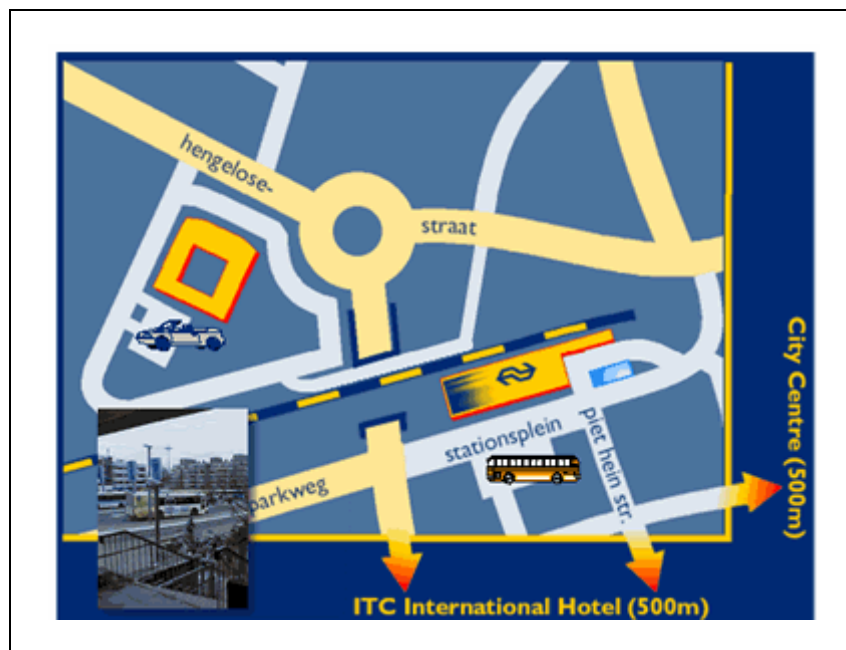 hengelose-
straat
stationsplein
parkweg
piet hein str.
City Centre (500m)
ITC International Hotel (500m)